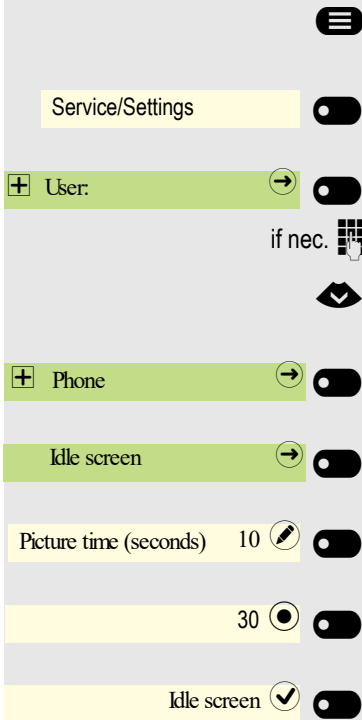 Service/Settings
User:
if nec.
Phone
Idle screen
Picture time (seconds) 10
30
Idle screen